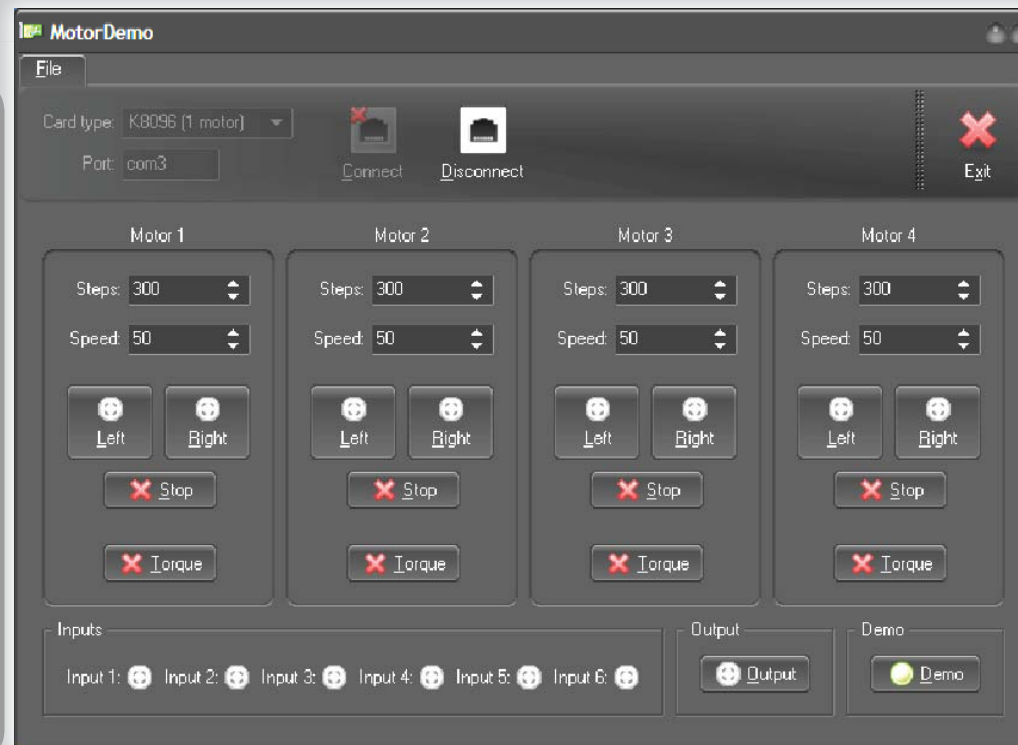 MotorDemo
File
Card type: K8096 (1 motor)
Port: com3
Connect
Disconnect
Exit
Motor 1
Motor 2
Motor 3
Motor 4
Steps: 300
Steps: 300
Steps: 300
Steps: 300
Speed: 50
Speed: 50
Speed: 50
Speed: 50
Left
Right
Left
Right
Left
Right
Left
Right
Stop
Stop
Stop
Stop
Torque
Torque
Torque
Torque
Inputs
Input 1:
Input 2:
Input 3:
Input 4:
Input 5:
Input 6:
Output
Output
Demo
Demo